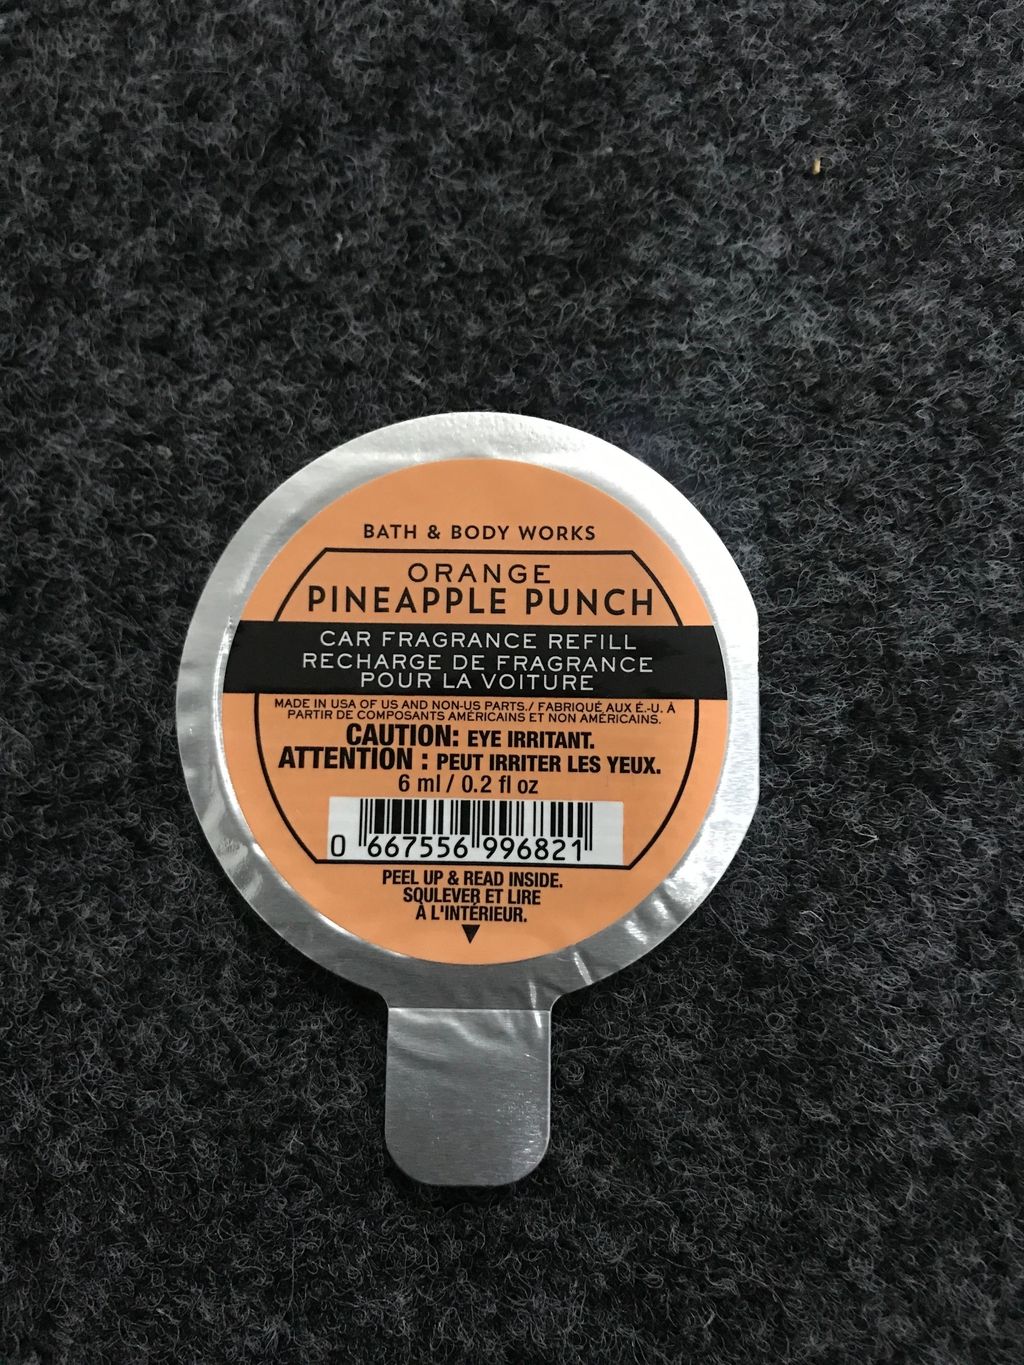 BATH & BODY WORKS
ORANGE
PINEAPPLE PUNCH
CAR FRAGRANCE REFILL
RECHARGE DE FRAGRANCE
POUR LA VOITURE
MADE IN USA OF US AND NON-US PARTS./ FABRIQUÉ AUX É.-U. À
PARTIR DE COMPOSANTS AMÉRICAINS ET NON AMÉRICAINS.
CAUTION: EYE IRRITANT.
ATTENTION : PEUT IRRITER LES YEUX.
6 ml / 0.2 fl oz
0 667556 996821
PEEL UP & READ INSIDE.
SOULEVER ET LIRE
À L'INTÉRIEUR.